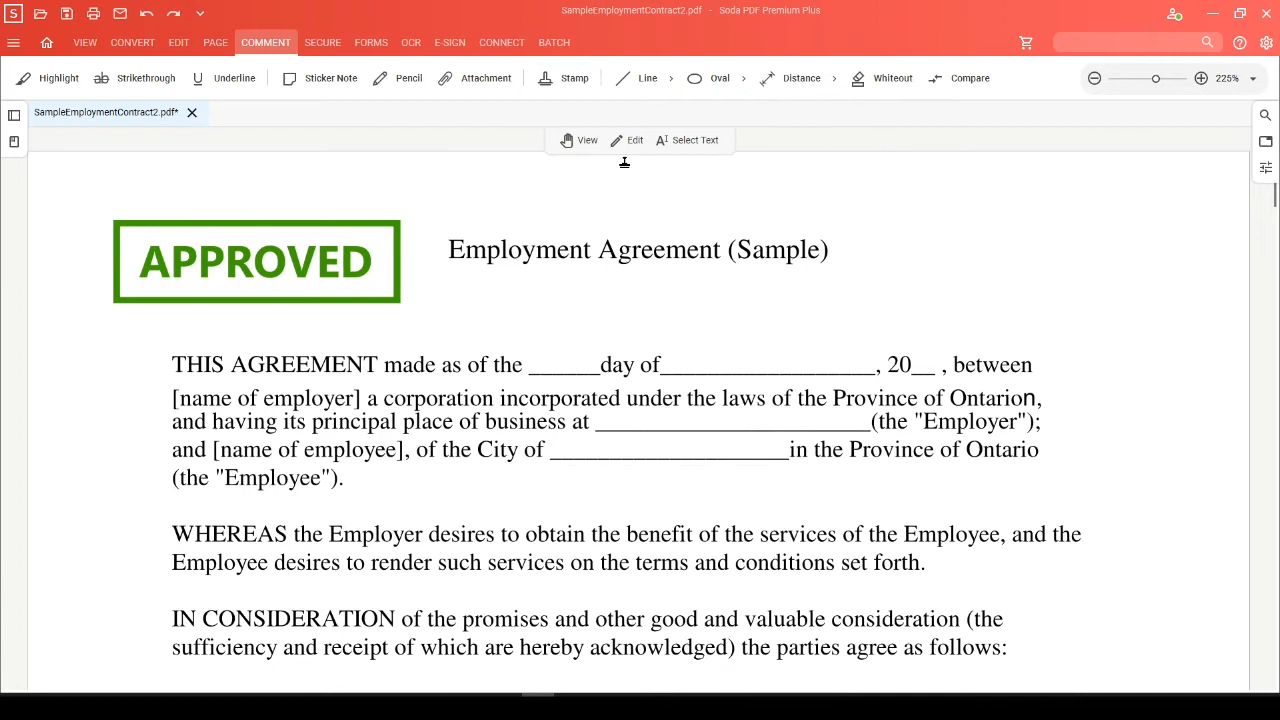 SampleEmploymentContract2.pdf - Soda PDF Premium Plus
S
VIEW CONVERT EDIT PAGE COMMENT SECURE FORMS OCR E-SIGN CONNECT BATCH
Highlight Strikethrough Underline Sticker Note Pencil Attachment Stamp Line Oval Distance Whiteout Compare 225%
SampleEmploymentContract2.pdf*
View Edit Select Text
APPROVED
Employment Agreement (Sample)
THIS AGREEMENT made as of the ______day of__________________, 20__ , between
[name of employer] a corporation incorporated under the laws of the Province of Ontarion,
and having its principal place of business at _______________________(the "Employer");
and [name of employee], of the City of ____________________in the Province of Ontario
(the "Employee").
WHEREAS the Employer desires to obtain the benefit of the services of the Employee, and the
Employee desires to render such services on the terms and conditions set forth.
IN CONSIDERATION of the promises and other good and valuable consideration (the
sufficiency and receipt of which are hereby acknowledged) the parties agree as follows: